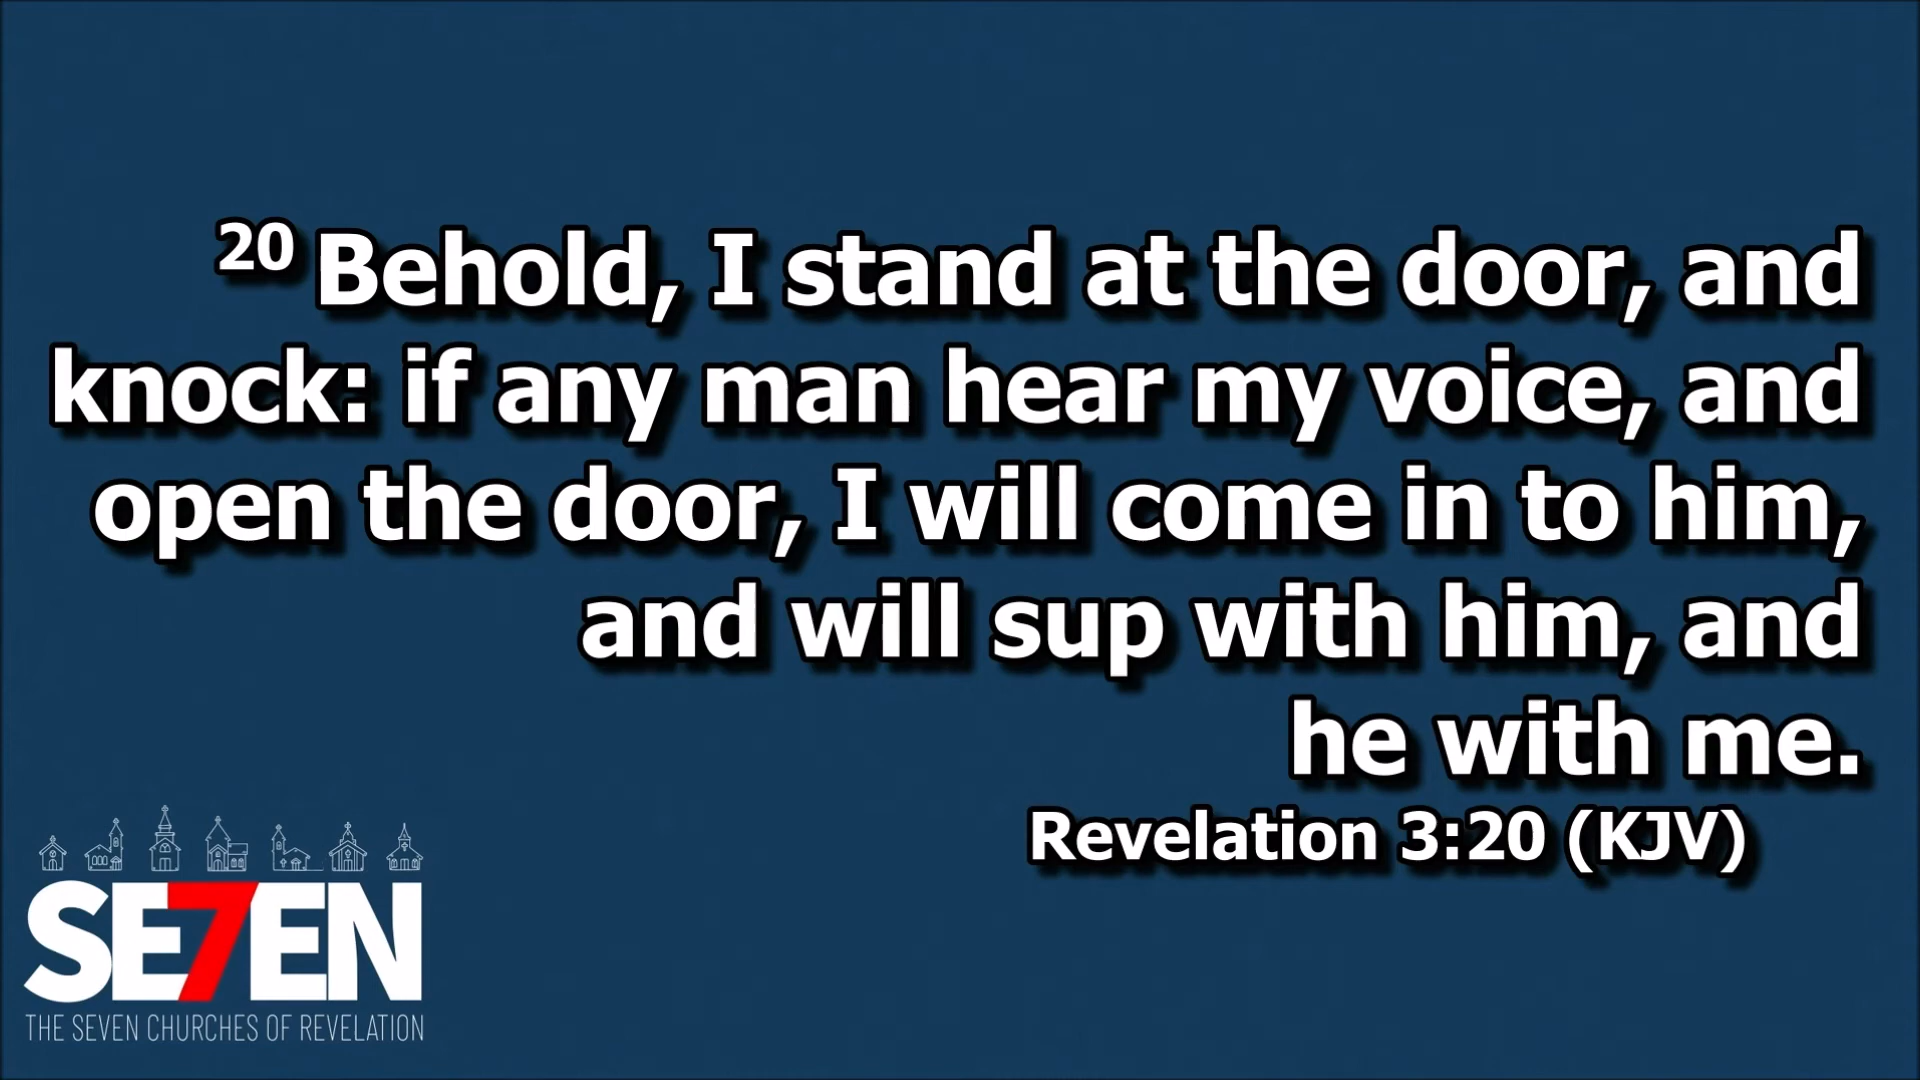 20 Behold, I stand at the door, and
knock: if any man hear my voice, and
open the door, I will come in to him,
and will sup with him, and
he with me.
Revelation 3:20 (KJV)
SE7EN
THE SEVEN CHURCHES OF REVELATION